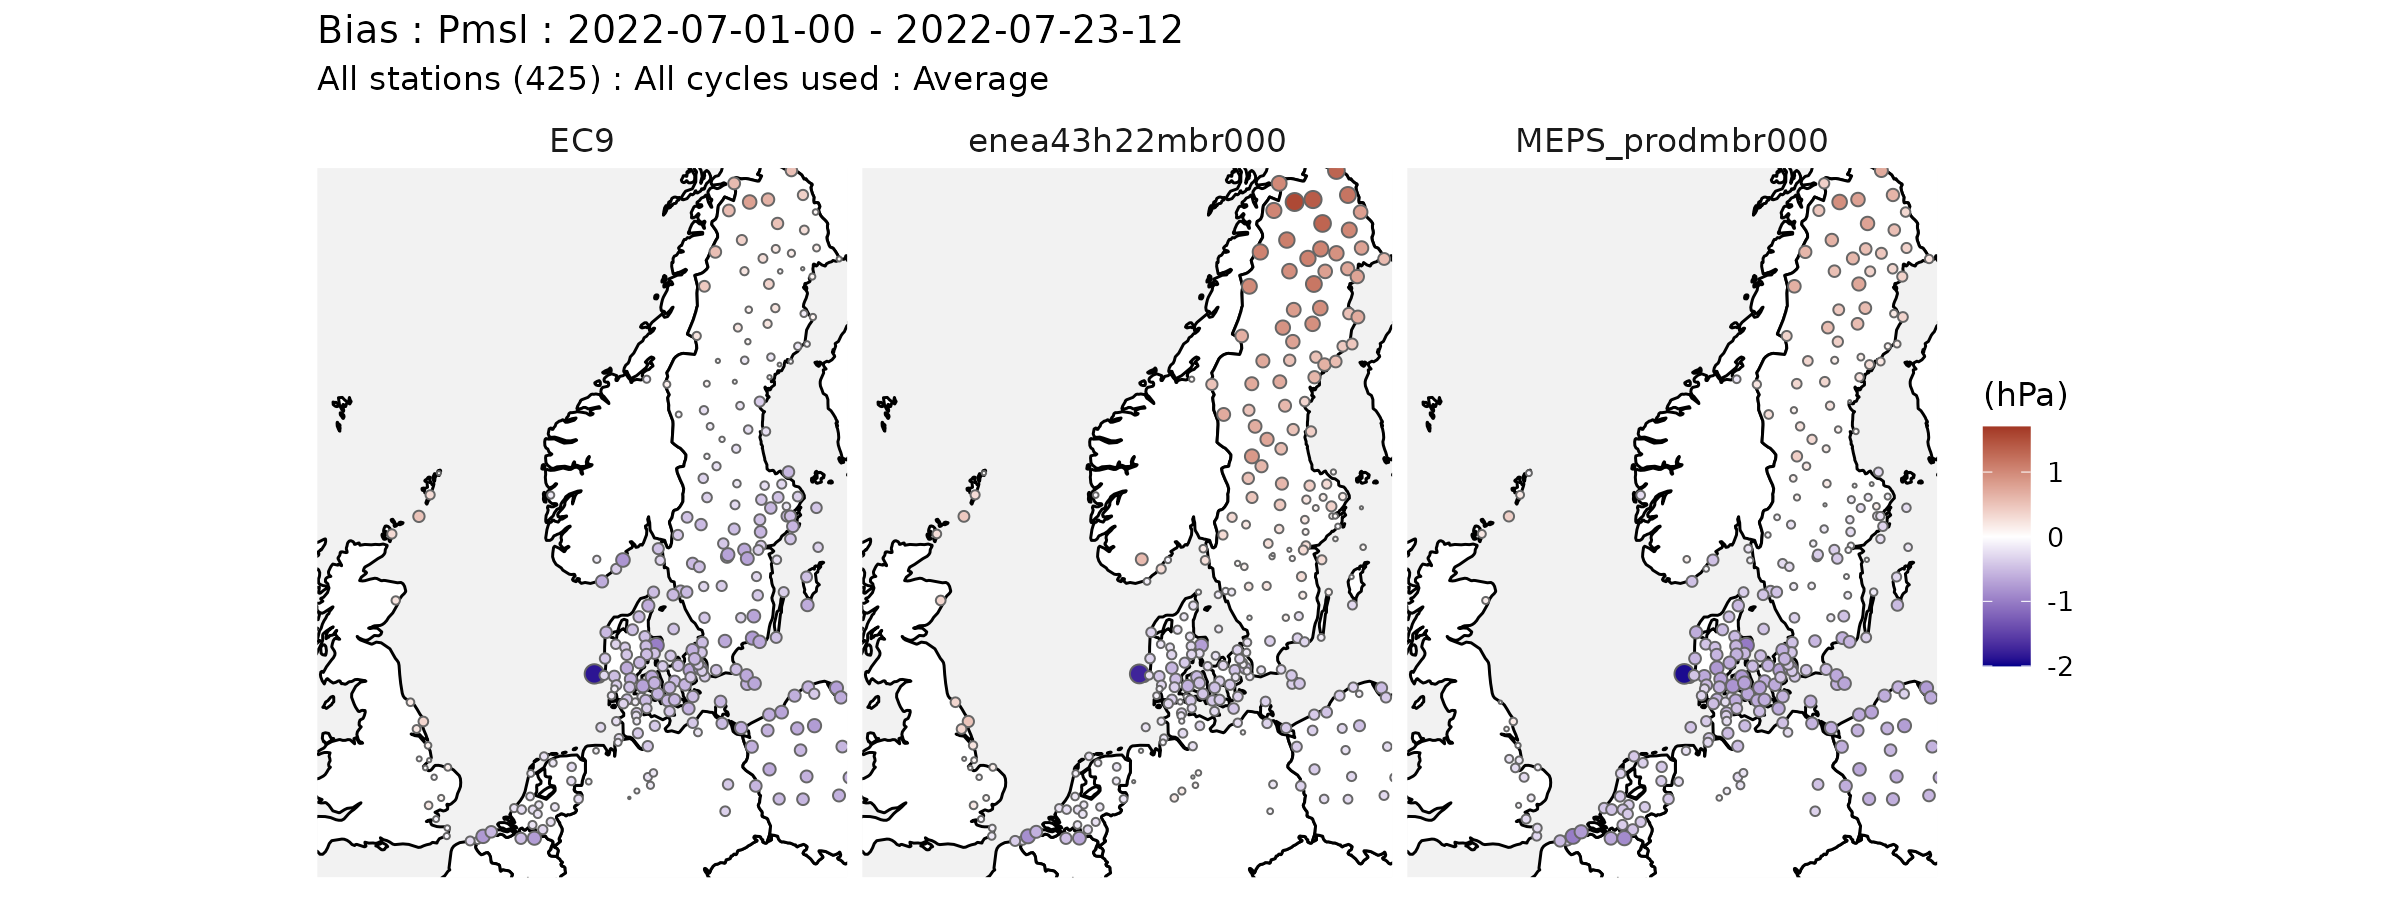 Bias : Pmsl : 2022-07-01-00 - 2022-07-23-12
All stations (425) : All cycles used : Average
EC9
enea43h22mbr000
MEPS_prodmbr000
(hPa)
1
0
-1
-2